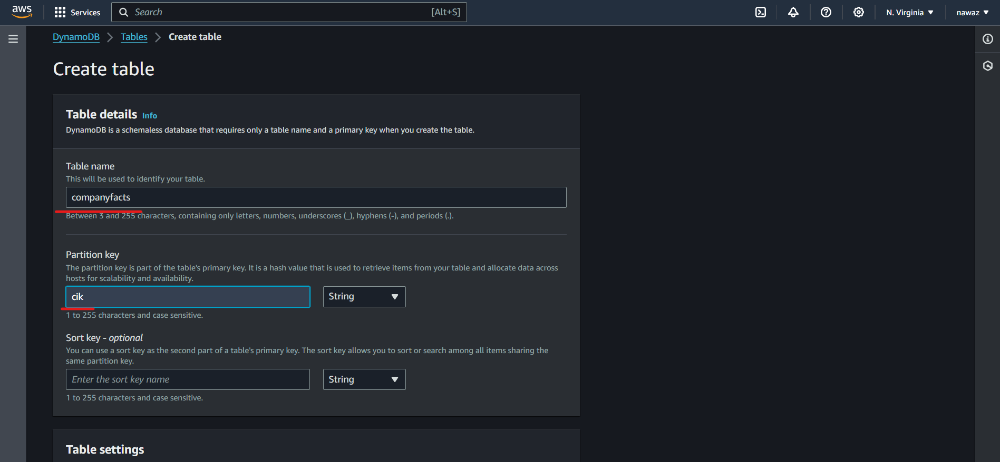 aws
Services
Search
[Alt+S]
N. Virginia
nawaz
DynamoDB
Tables
Create table
Create table
Table details Info
DynamoDB is a schemaless database that requires only a table name and a primary key when you create the table.
Table name
This will be used to identify your table.
companyfacts
Between 3 and 255 characters, containing only letters, numbers, underscores (_), hyphens (-), and periods (.).
Partition key
The partition key is part of the table's primary key. It is a hash value that is used to retrieve items from your table and allocate data across
hosts for scalability and availability.
cik
String
1 to 255 characters and case sensitive.
Sort key - optional
You can use a sort key as the second part of a table's primary key. The sort key allows you to sort or search among all items sharing the
same partition key.
Enter the sort key name
String
1 to 255 characters and case sensitive.
Table settings